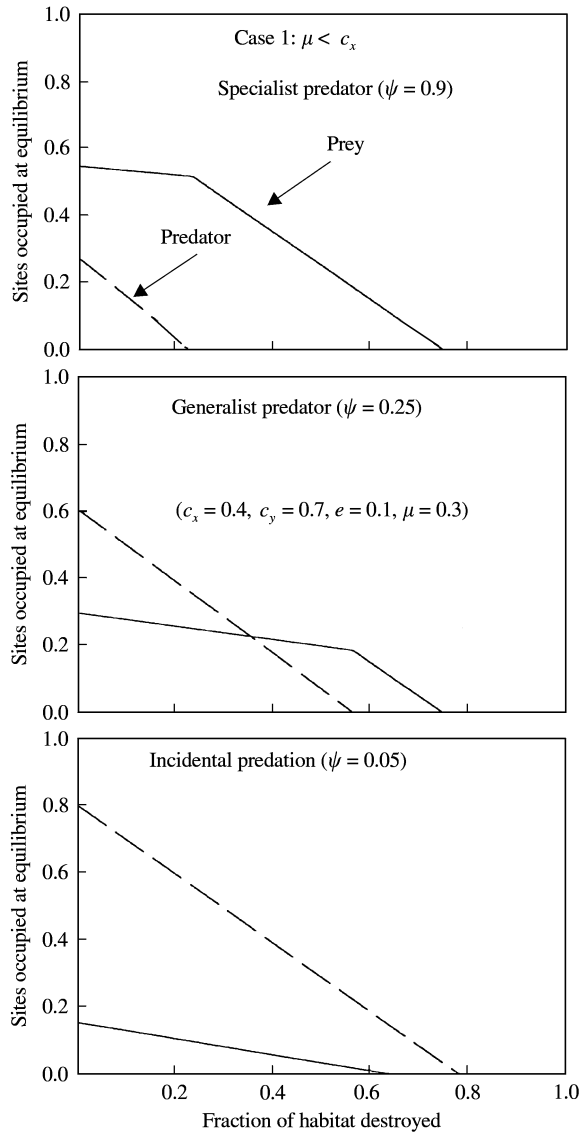 1.0
Case 1: μ < cₓ
0.8
Specialist predator (ψ = 0.9)
0.6
Prey
0.4
Predator
0.2
0.0
Sites occupied at equilibrium
1.0
Generalist predator (ψ = 0.25)
0.8
0.6
(cₓ = 0.4, c_y = 0.7, e = 0.1, μ = 0.3)
0.4
0.2
0.0
Sites occupied at equilibrium
1.0
Incidental predation (ψ = 0.05)
0.8
0.6
0.4
0.2
0.0
Sites occupied at equilibrium
0.2 0.4 0.6 0.8 1.0
Fraction of habitat destroyed